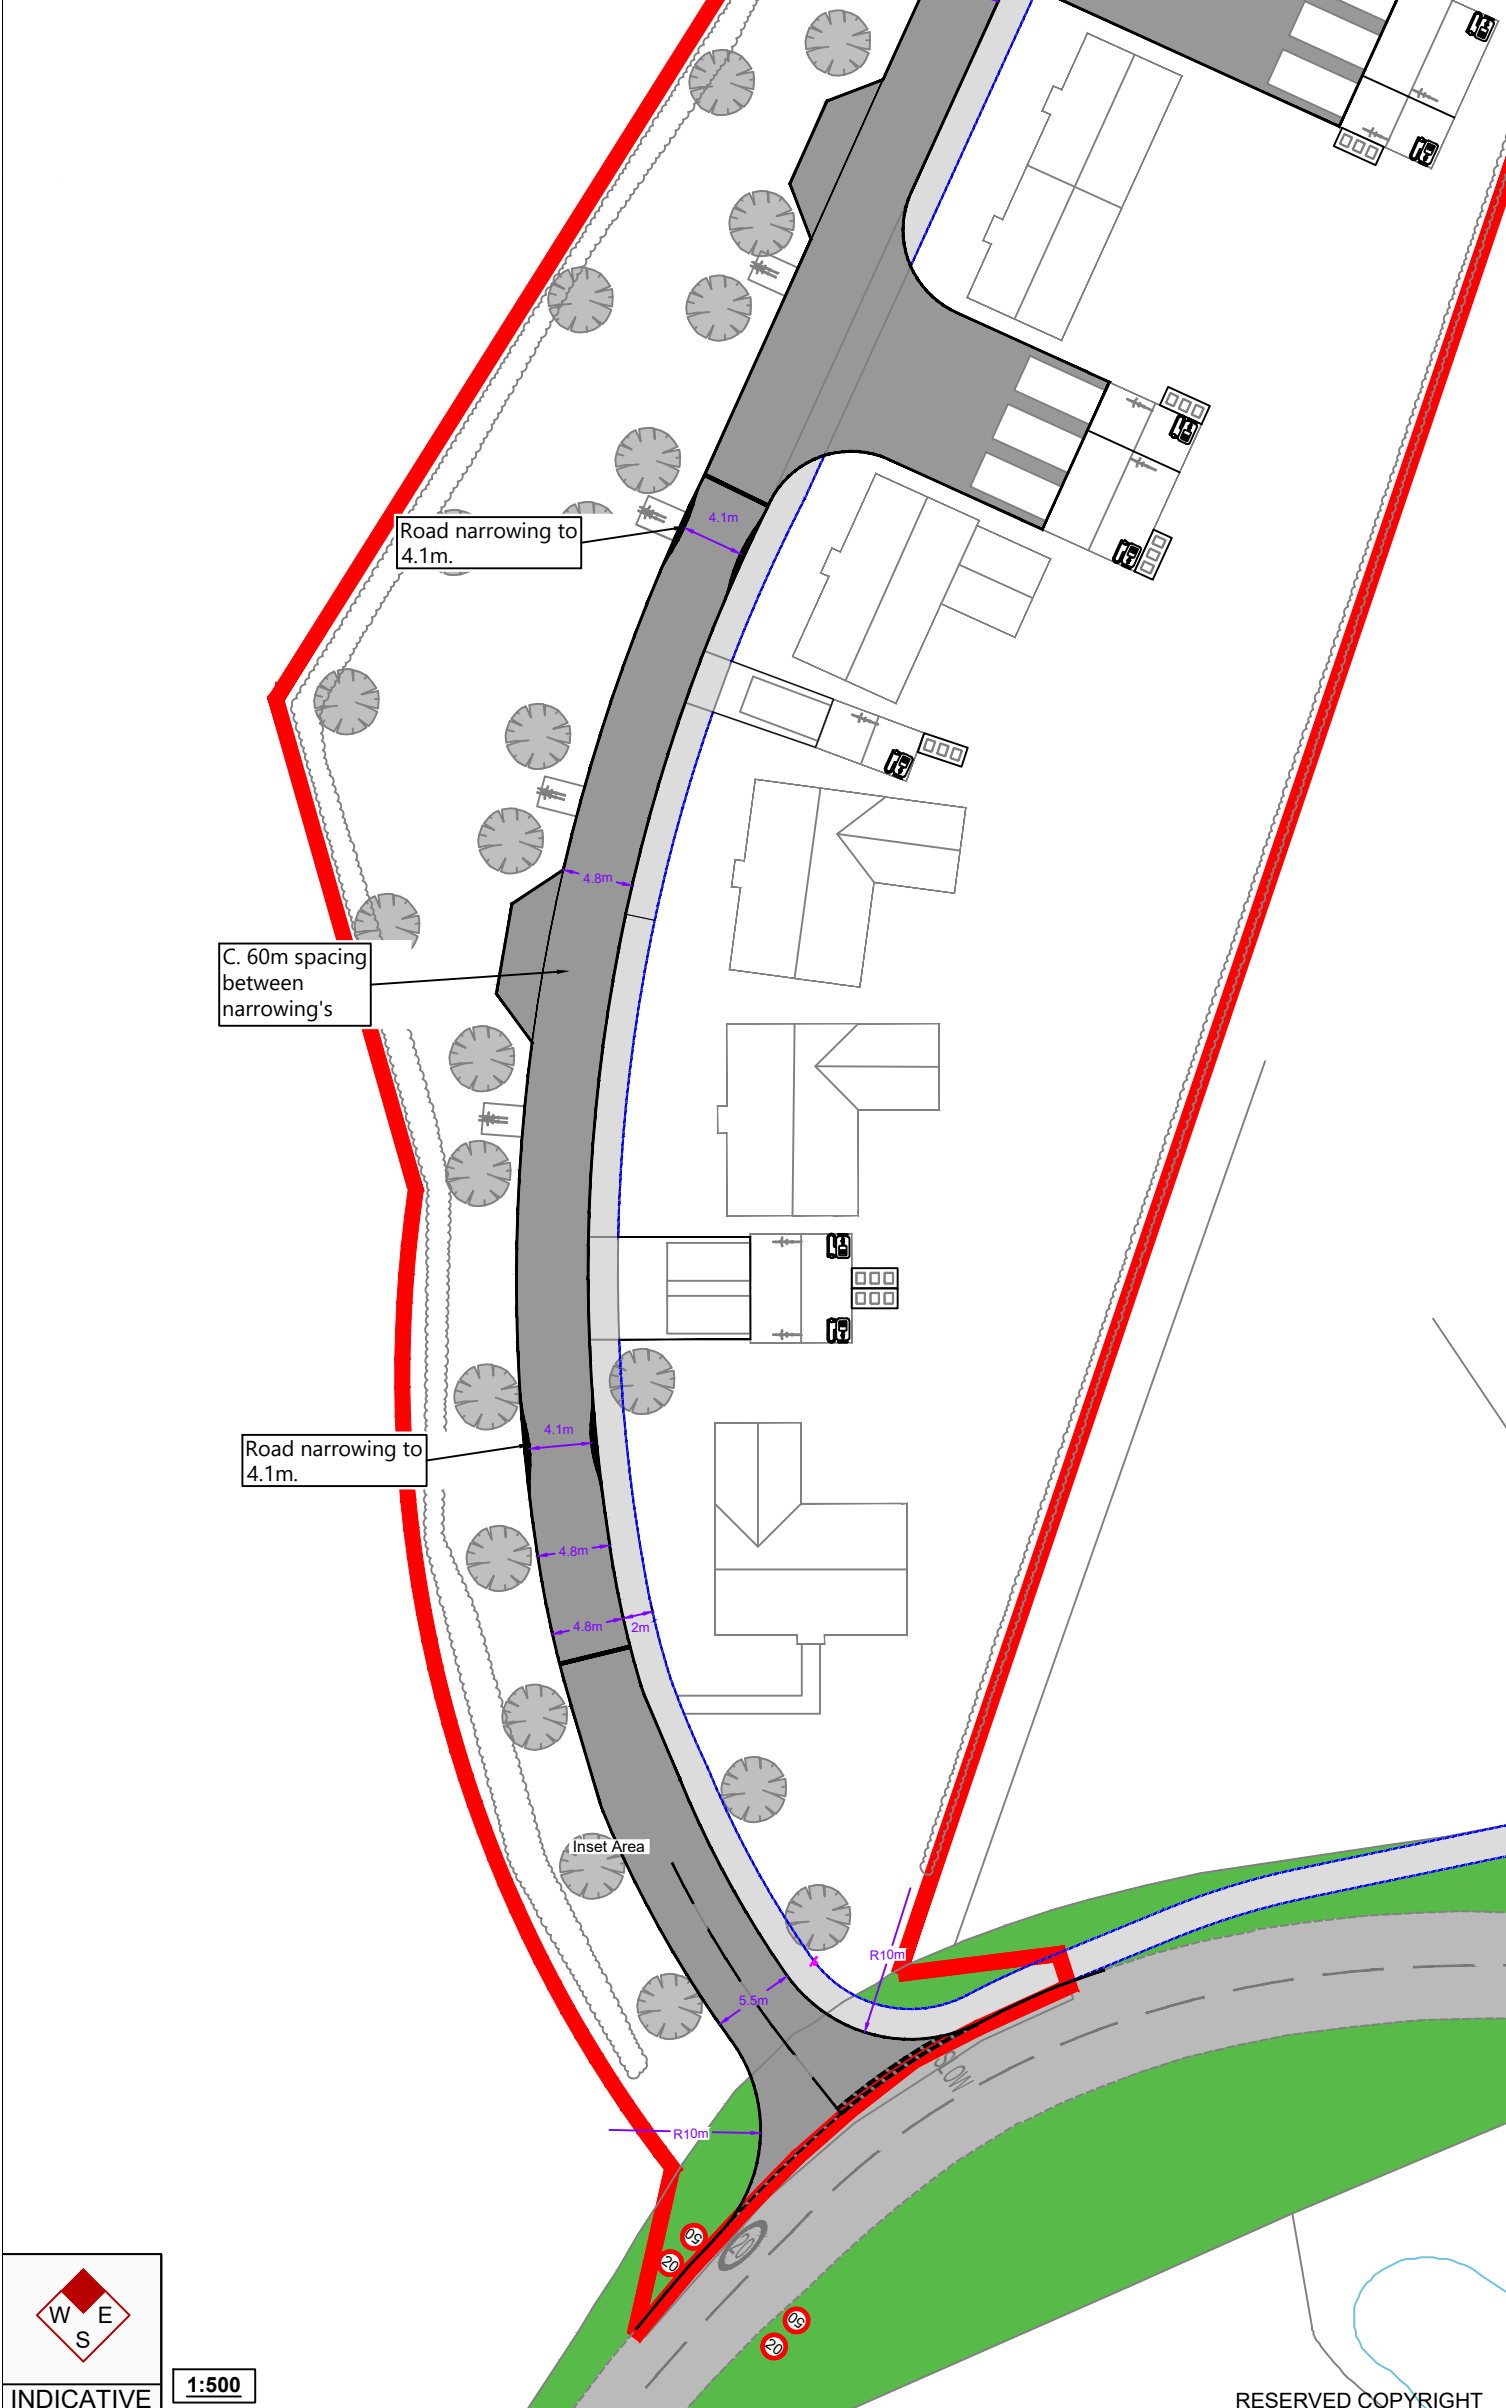 4.1m
Road narrowing to
4.1m.
4.8m
C. 60m spacing
between
narrowing's
4.1m
Road narrowing to
4.1m.
4.8m
4.8m
2m
Inset Area
R10m
5.5m
SLOW
R10m
50
20
20
50
20
W E
S
INDICATIVE
1:500
RESERVED COPYRIGHT